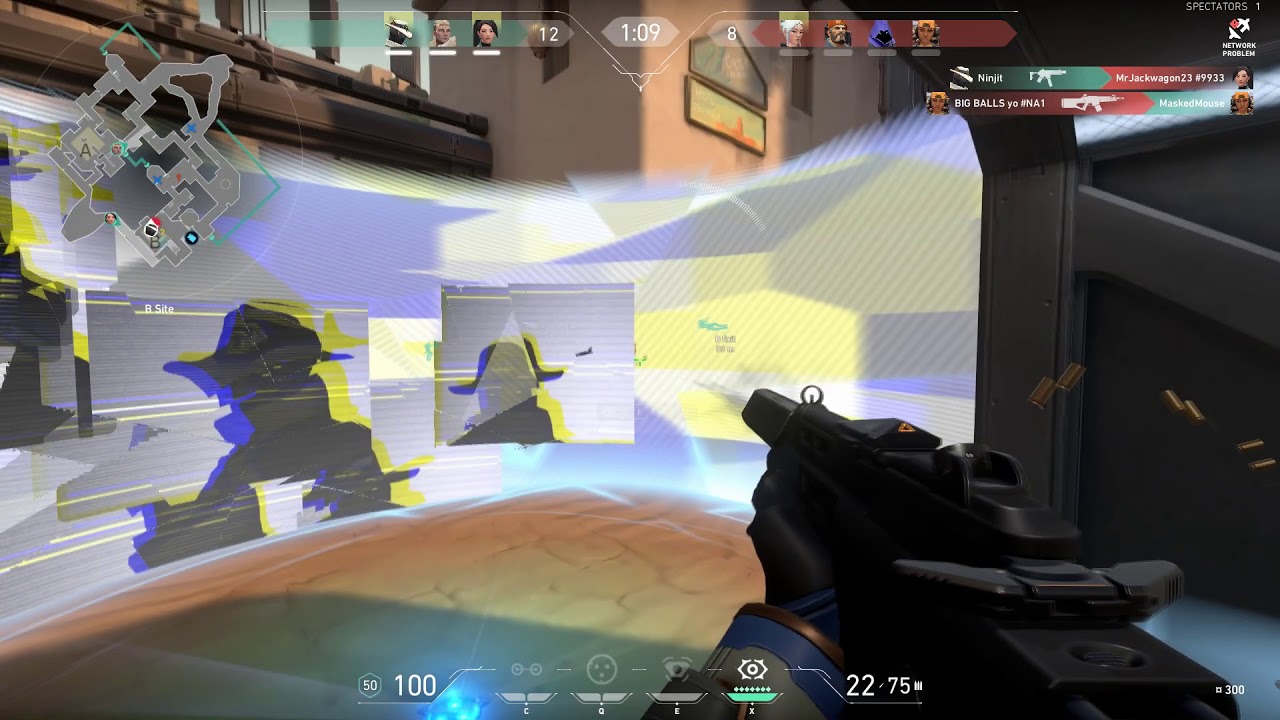 SPECTATORS 1
12
1:09
8
NETWORK
PROBLEM
Ninjit
MrJackwagon23 #9933
BIG BALLS yo #NA1
MaskedMouse
A
B
B Site
50
100
C
Q
E
X
22 / 75
¤ 300